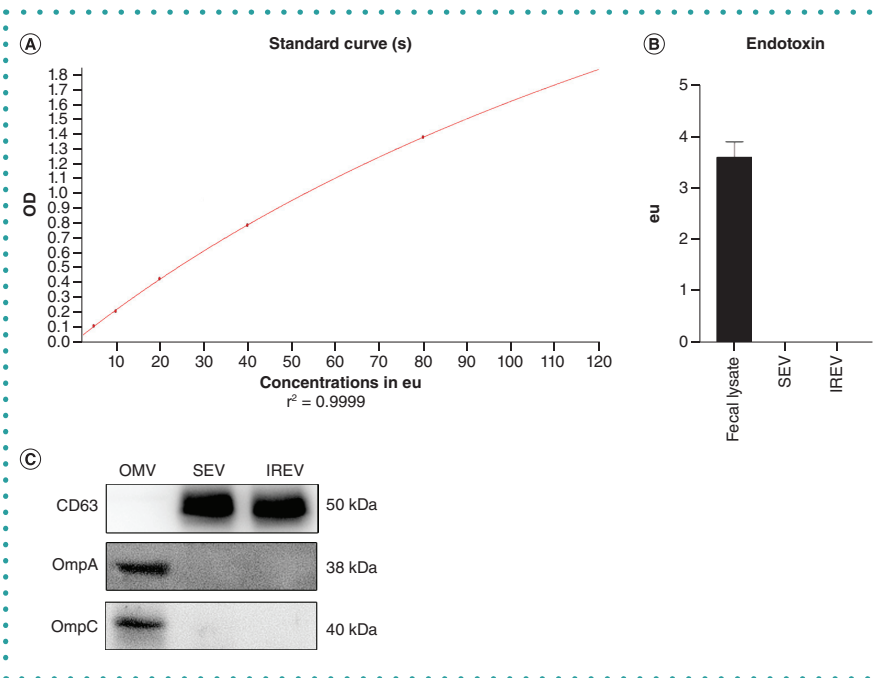 A
Standard curve (s)
OD
1.8
1.7
1.6
1.5
1.4
1.3
1.2
1.1
1.0
0.9
0.8
0.7
0.6
0.5
0.4
0.3
0.2
0.1
0.0
10 20 30 40 50 60 70 80 90 100 110 120
Concentrations in eu
r² = 0.9999
B
Endotoxin
eu
5
4
3
2
1
0
Fecal lysate
SEV
IREV
C
OMV SEV IREV
CD63 50 kDa
OmpA 38 kDa
OmpC 40 kDa